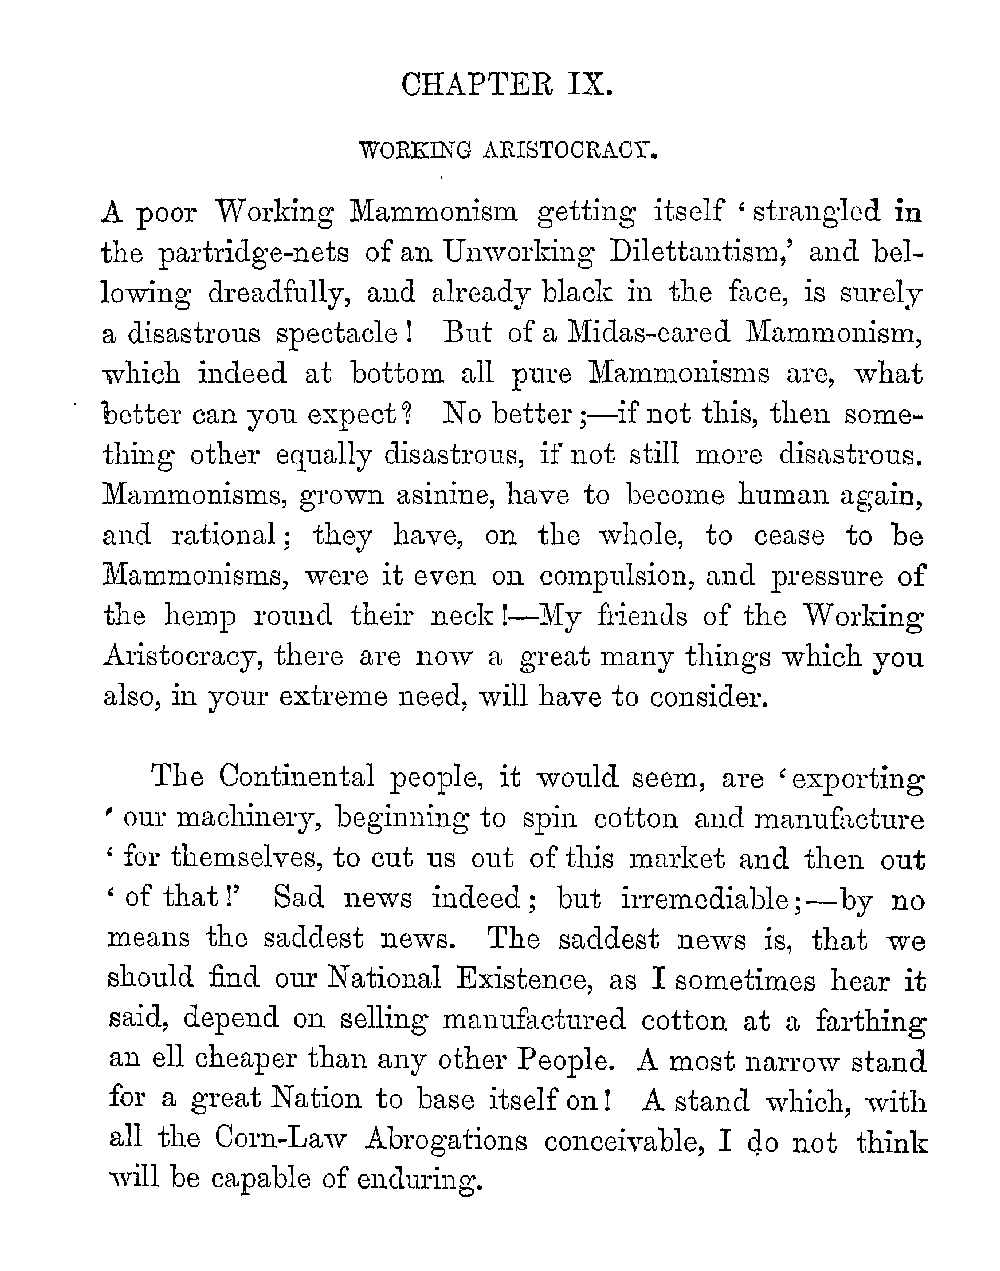 CHAPTER IX.
WORKING ARISTOCRACY.
A poor Working Mammonism getting itself ‘ strangled in
the partridge-nets of an Unworking Dilettantism,’ and bel-
lowing dreadfully, and already black in the face, is surely
a disastrous spectacle! But of a Midas-eared Mammonism,
which indeed at bottom all pure Mammonisms are, what
better can you expect? No better;—if not this, then some-
thing other equally disastrous, if not still more disastrous.
Mammonisms, grown asinine, have to become human again,
and rational; they have, on the whole, to cease to be
Mammonisms, were it even on compulsion, and pressure of
the hemp round their neck!—My friends of the Working
Aristocracy, there are now a great many things which you
also, in your extreme need, will have to consider.
The Continental people, it would seem, are ‘ exporting
‘ our machinery, beginning to spin cotton and manufacture
‘ for themselves, to cut us out of this market and then out
‘ of that!’ Sad news indeed; but irremediable;—by no
means the saddest news. The saddest news is, that we
should find our National Existence, as I sometimes hear it
said, depend on selling manufactured cotton at a farthing
an ell cheaper than any other People. A most narrow stand
for a great Nation to base itself on! A stand which, with
all the Corn-Law Abrogations conceivable, I do not think
will be capable of enduring.